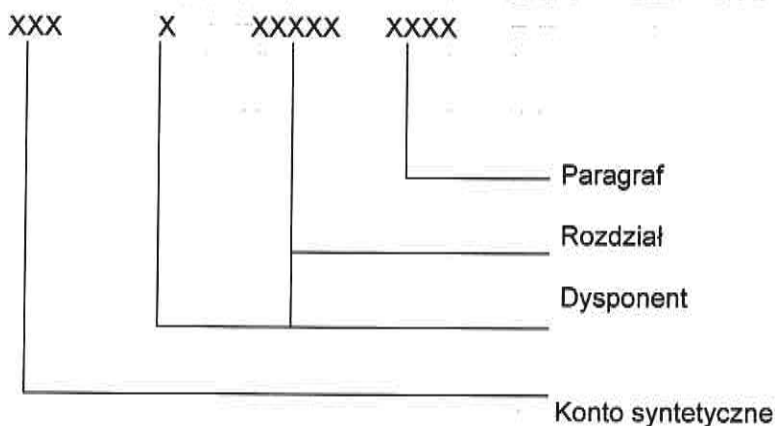 XXX X XXXXX XXXX
Paragraf
Rozdział
Dysponent
Konto syntetyczne